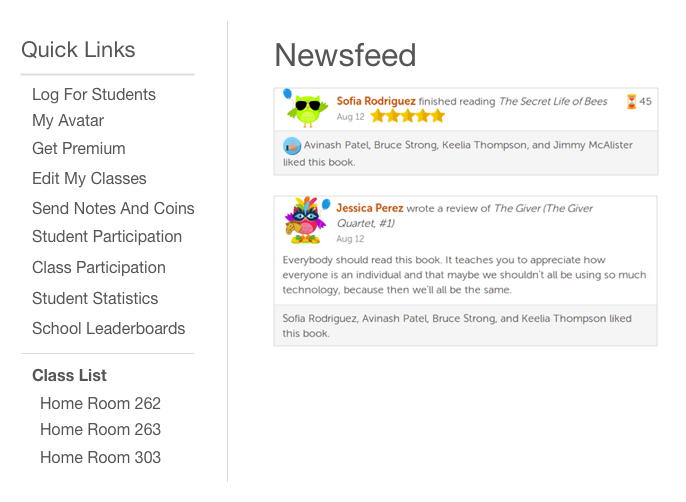 Quick Links
Log For Students
My Avatar
Get Premium
Edit My Classes
Send Notes And Coins
Student Participation
Class Participation
Student Statistics
School Leaderboards
Class List
Home Room 262
Home Room 263
Home Room 303
Newsfeed
Sofia Rodriguez finished reading The Secret Life of Bees 45
Aug 12
Avinash Patel, Bruce Strong, Keelia Thompson, and Jimmy McAlister
liked this book.
Jessica Perez wrote a review of The Giver (The Giver
Quartet, #1)
Aug 12
Everybody should read this book. It teaches you to appreciate how
everyone is an individual and that maybe we shouldn't all be using so much
technology, because then we'll all be the same.
Sofia Rodriguez, Avinash Patel, Bruce Strong, and Keelia Thompson liked
this book.